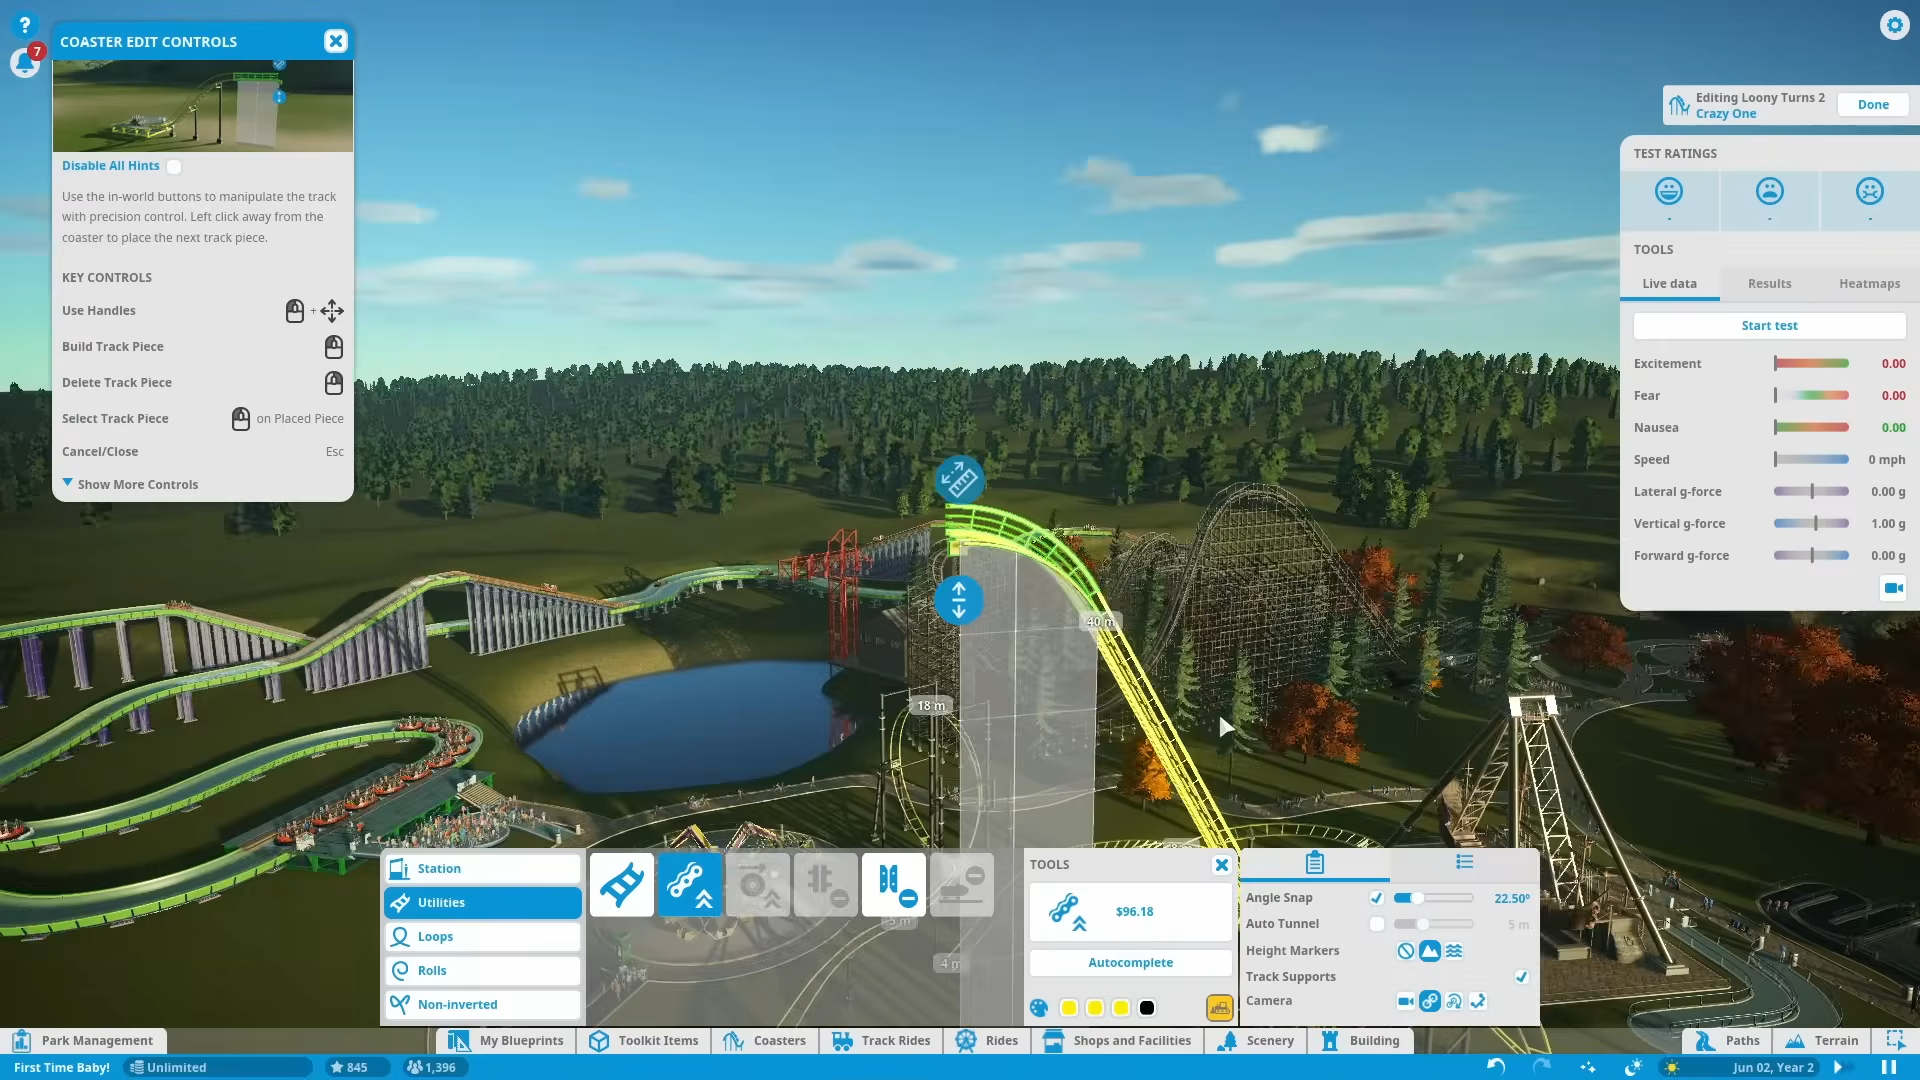 ?
7
COASTER EDIT CONTROLS
Disable All Hints
Use the in-world buttons to manipulate the track
with precision control. Left click away from the
coaster to place the next track piece.
KEY CONTROLS
Use Handles +
Build Track Piece
Delete Track Piece
Select Track Piece on Placed Piece
Cancel/Close Esc
Show More Controls
Editing Loony Turns 2
Crazy One
Done
TEST RATINGS
- - -
TOOLS
Live data Results Heatmaps
Start test
Excitement 0.00
Fear 0.00
Nausea 0.00
Speed 0 mph
Lateral g-force 0.00 g
Vertical g-force 1.00 g
Forward g-force 0.00 g
40 m
18 m
5 m
4 m
Station
Utilities
Loops
Rolls
Non-inverted
TOOLS
$96.18
Autocomplete
Angle Snap 22.50°
Auto Tunnel 5 m
Height Markers
Track Supports
Camera
Park Management
My Blueprints
Toolkit Items
Coasters
Track Rides
Rides
Shops and Facilities
Scenery
Building
Paths
Terrain
First Time Baby!
Unlimited
845
1,396
Jun 02, Year 2